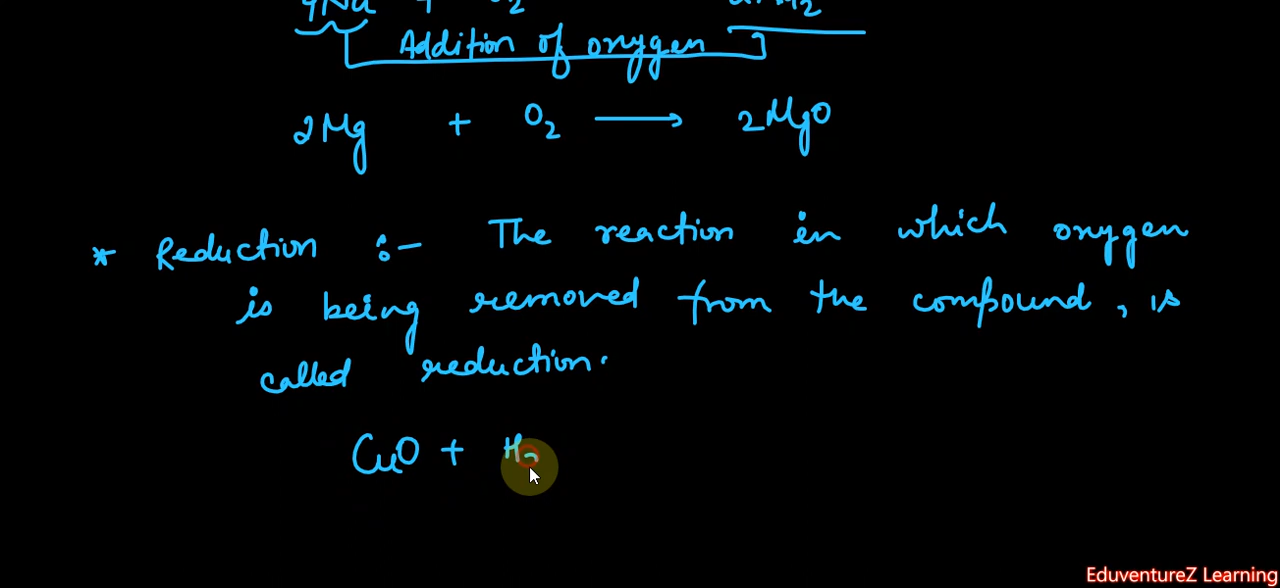 Addition of oxygen
2Mg + O₂ ⟶ 2MgO
* Reduction :- The reaction in which oxygen
is being removed from the compound, is
called reduction.
CuO + H₂
EduventureZ Learning